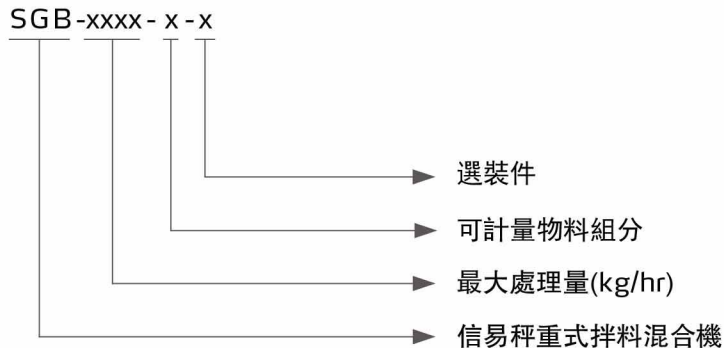 SGB-xxxx-x-x
選裝件
可計量物料組分
最大處理量(kg/hr)
信易秤重式拌料混合機